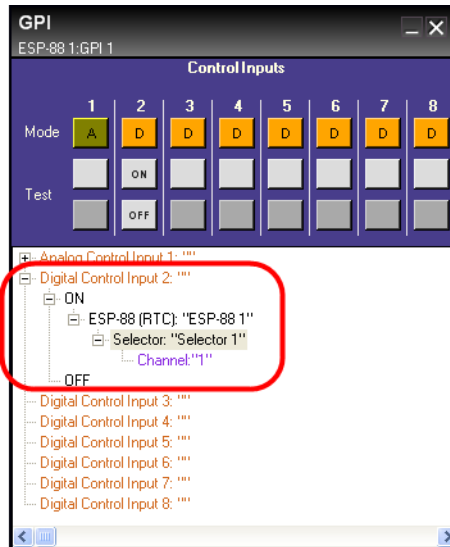 GPI
ESP-88 1:GPI 1
Control Inputs
1 2 3 4 5 6 7 8
Mode A D D D D D D D
ON
Test
OFF
Analog Control Input 1: ""
Digital Control Input 2: ""
ON
ESP-88 (RTC): "ESP-88 1"
Selector: "Selector 1"
Channel:"1"
OFF
Digital Control Input 3: ""
Digital Control Input 4: ""
Digital Control Input 5: ""
Digital Control Input 6: ""
Digital Control Input 7: ""
Digital Control Input 8: ""